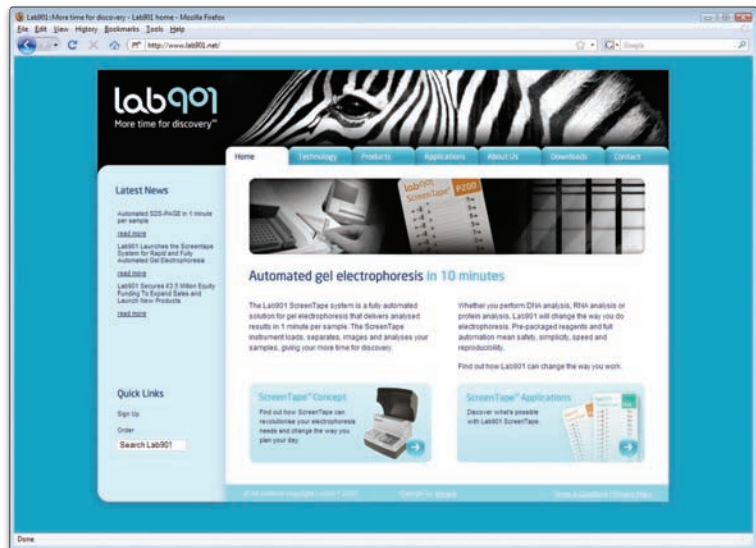 Lab901::More time for discovery - Lab901 home - Mozilla Firefox
File Edit View History Bookmarks Tools Help
http://www.lab901.net/
Google
lab901
More time for discovery™
Home Technology Products Applications About Us Downloads Contact
Latest News
Automated SDS-PAGE in 1 minute
per sample
read more
Lab901 Launches the Screentape
System for Rapid and Fully
Automated Gel Electrophoresis
read more
Lab901 Secures £3.5 Million Equity
Funding To Expand Sales and
Launch New Products
read more
Quick Links
Sign Up
Order
Search Lab901
lab901
ScreenTape® P200
Automated gel electrophoresis in 10 minutes
The Lab901 ScreenTape system is a fully automated
solution for gel electrophoresis that delivers analysed
results in 1 minute per sample. The ScreenTape
instrument loads, separates, images and analyses your
samples, giving your more time for discovery.
Whether you perform DNA analysis, RNA analysis or
protein analysis, Lab901 will change the way you do
electrophoresis. Pre-packaged reagents and full
automation mean safety, simplicity, speed and
reproducibility.
Find out how Lab901 can change the way you work.
ScreenTape® Concept
Find out how ScreenTape can
revolutionise your electrophoresis
needs and change the way you
plan your day.
ScreenTape® Applications
Discover what's possible
with Lab901 ScreenTape.
Terms & Conditions | Privacy Policy
Done